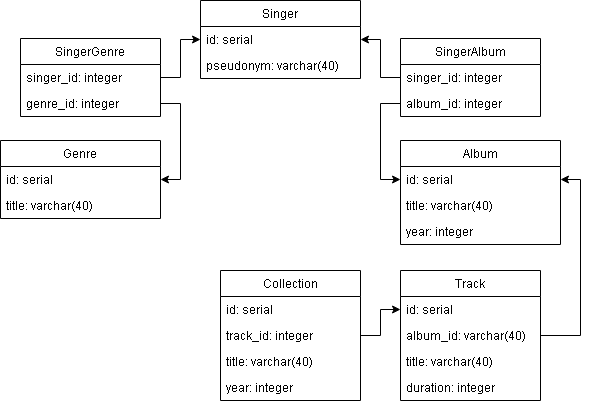 Singer
id: serial
pseudonym: varchar(40)
SingerGenre
singer_id: integer
genre_id: integer
SingerAlbum
singer_id: integer
album_id: integer
Genre
id: serial
title: varchar(40)
Album
id: serial
title: varchar(40)
year: integer
Collection
id: serial
track_id: integer
title: varchar(40)
year: integer
Track
id: serial
album_id: varchar(40)
title: varchar(40)
duration: integer